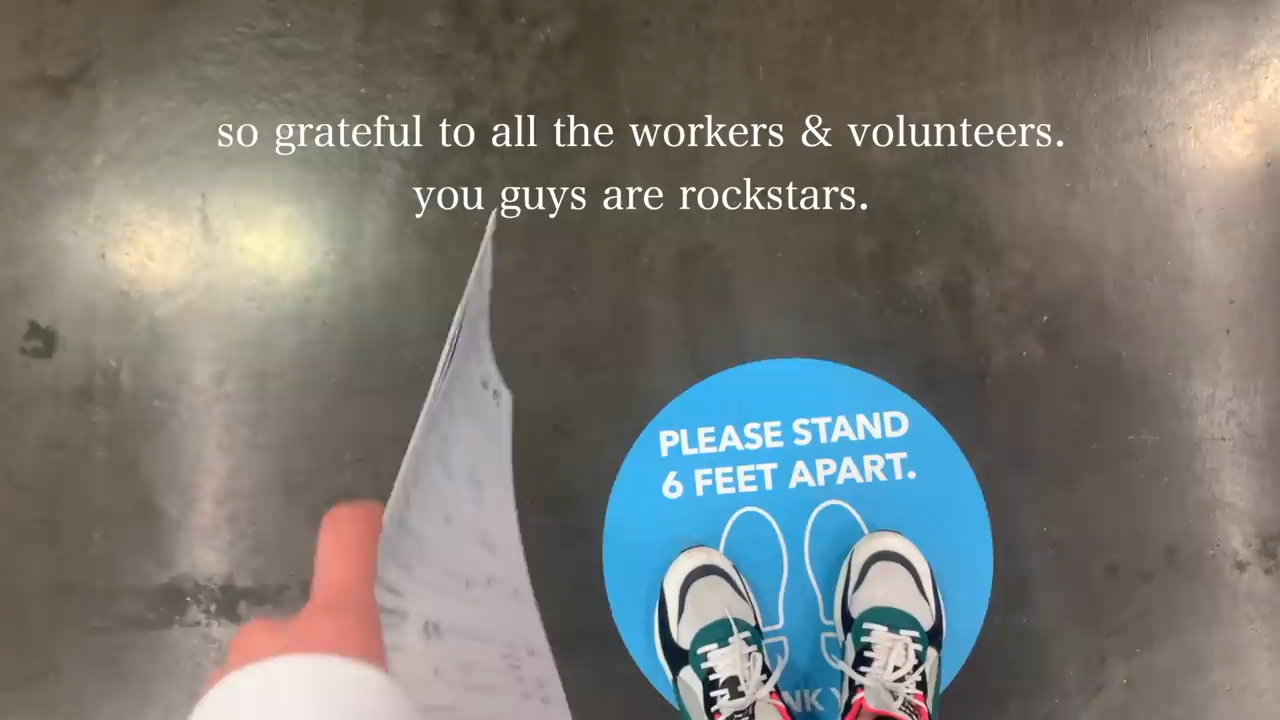 so grateful to all the workers & volunteers.
you guys are rockstars.
PLEASE STAND
6 FEET APART.